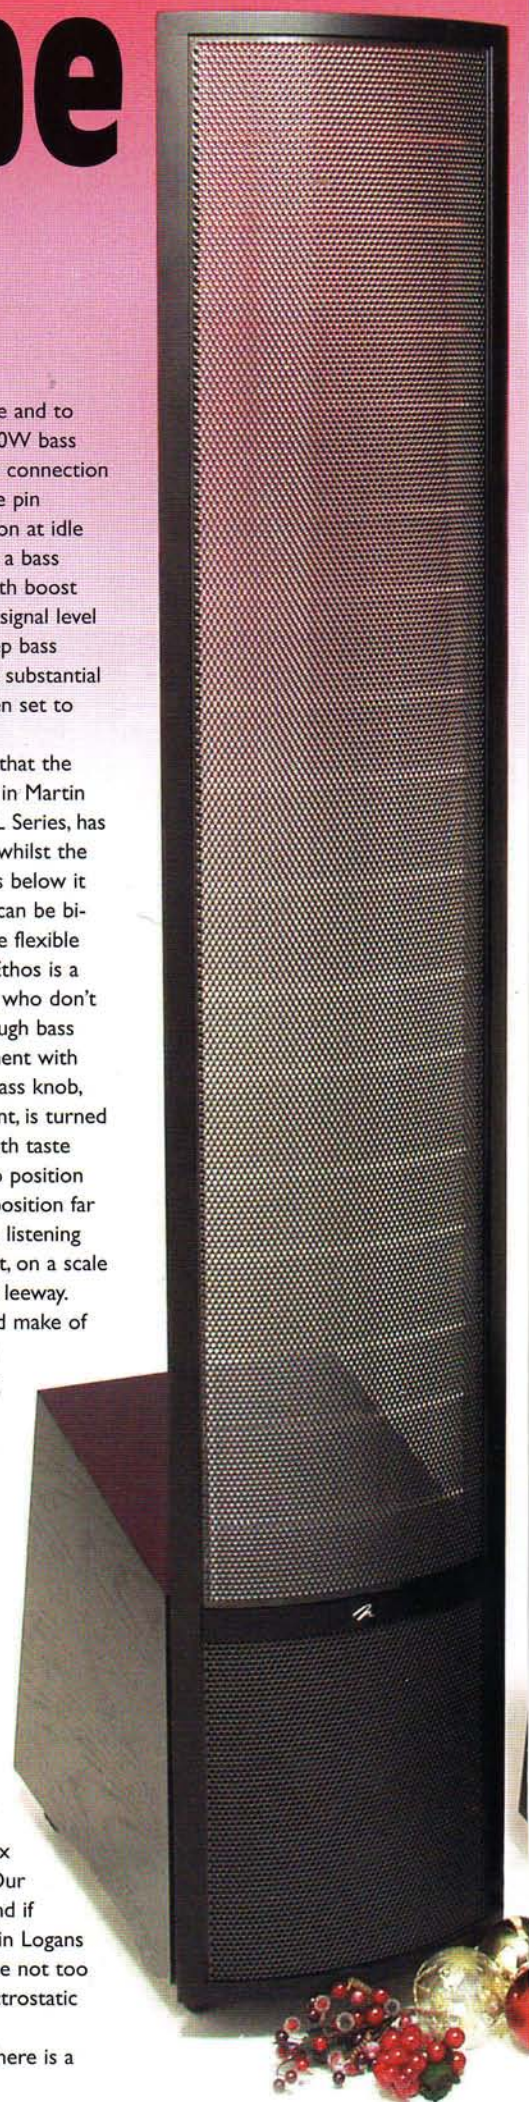 be
e and to
0W bass
connection
e pin
on at idle
a bass
th boost
signal level
p bass
substantial
en set to
that the
in Martin
L Series, has
whilst the
s below it
can be bi-
e flexible
Ethos is a
who don't
ugh bass
ent with
ass knob,
nt, is turned
th taste
o position
position far
listening
t, on a scale
leeway.
d make of
x
Our
nd if
in Logans
e not too
trostatic
here is a